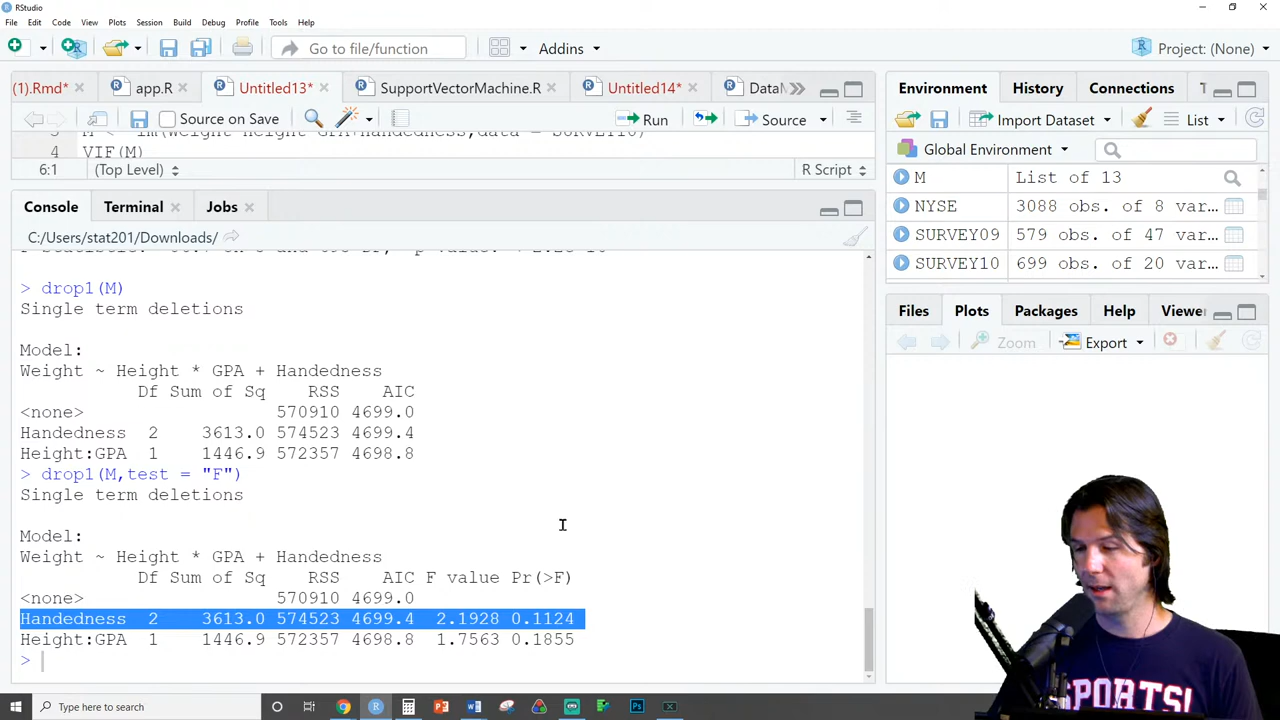 RStudio
File Edit Code View Plots Session Build Debug Profile Tools Help
Go to file/function
Addins
Project: (None)
(1).Rmd* app.R Untitled13* SupportVectorMachine.R Untitled14* DataM
Source on Save Run Source
4 VIF(M)
6:1 (Top Level) R Script
Console Terminal Jobs
C:/Users/stat201/Downloads/
> drop1(M)
Single term deletions
Model:
Weight ~ Height * GPA + Handedness
Df Sum of Sq RSS AIC
<none> 570910 4699.0
Handedness 2 3613.0 574523 4699.4
Height:GPA 1 1446.9 572357 4698.8
> drop1(M,test = "F")
Single term deletions
Model:
Weight ~ Height * GPA + Handedness
Df Sum of Sq RSS AIC F value Pr(>F)
<none> 570910 4699.0
Handedness 2 3613.0 574523 4699.4 2.1928 0.1124
Height:GPA 1 1446.9 572357 4698.8 1.7563 0.1855
>
Environment History Connections T
Import Dataset List
Global Environment
M List of 13
NYSE 3088 obs. of 8 var...
SURVEY09 579 obs. of 47 var...
SURVEY10 699 obs. of 20 var...
Files Plots Packages Help Viewe
Zoom Export
SPORTS!
Type here to search